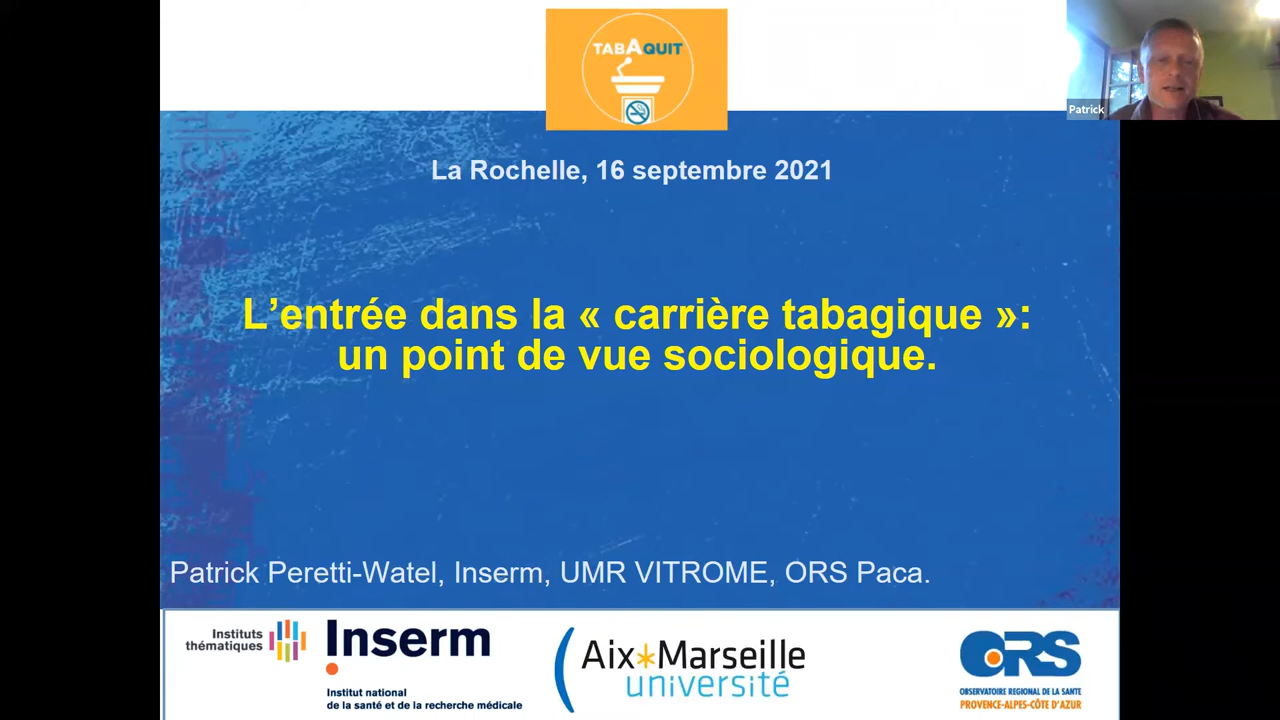 TABAQUIT
Patrick
La Rochelle, 16 septembre 2021
L’entrée dans la « carrière tabagique »:
un point de vue sociologique.
Patrick Peretti-Watel, Inserm, UMR VITROME, ORS Paca.
Instituts
thématiques
Inserm
Institut national
de la santé et de la recherche médicale
Aix*Marseille
université
ORS
OBSERVATOIRE REGIONAL DE LA SANTE
PROVENCE-ALPES-CÔTE D'AZUR